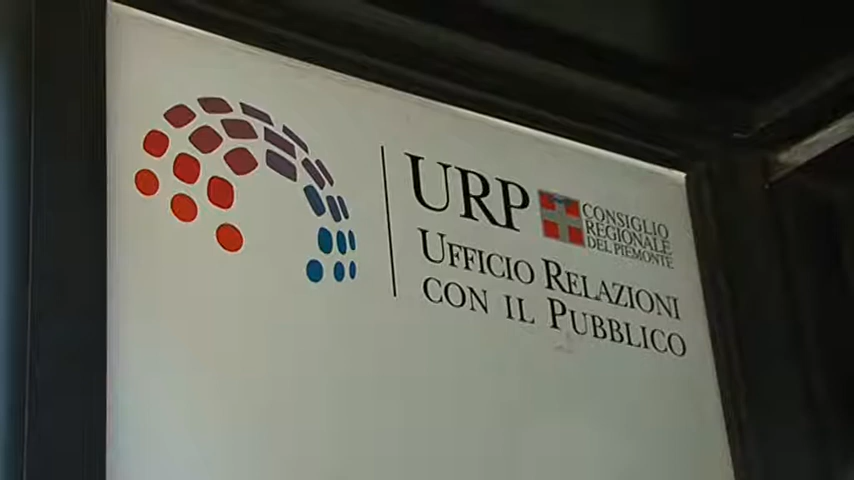 URP
CONSIGLIO
REGIONALE
DEL PIEMONTE
UFFICIO RELAZIONI
CON IL PUBBLICO